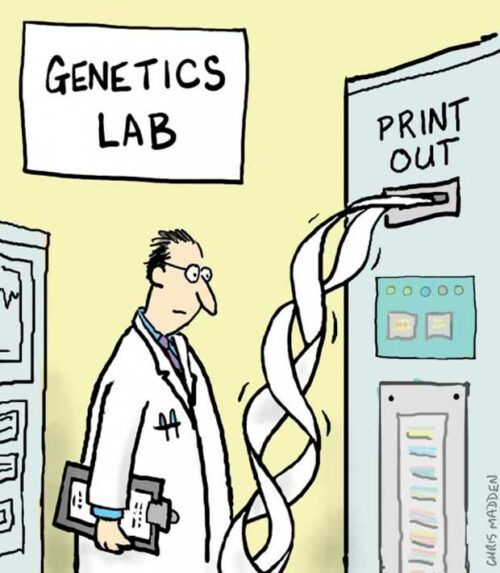 GENETICS
LAB
PRINT
OUT
CHRIS MADDEN